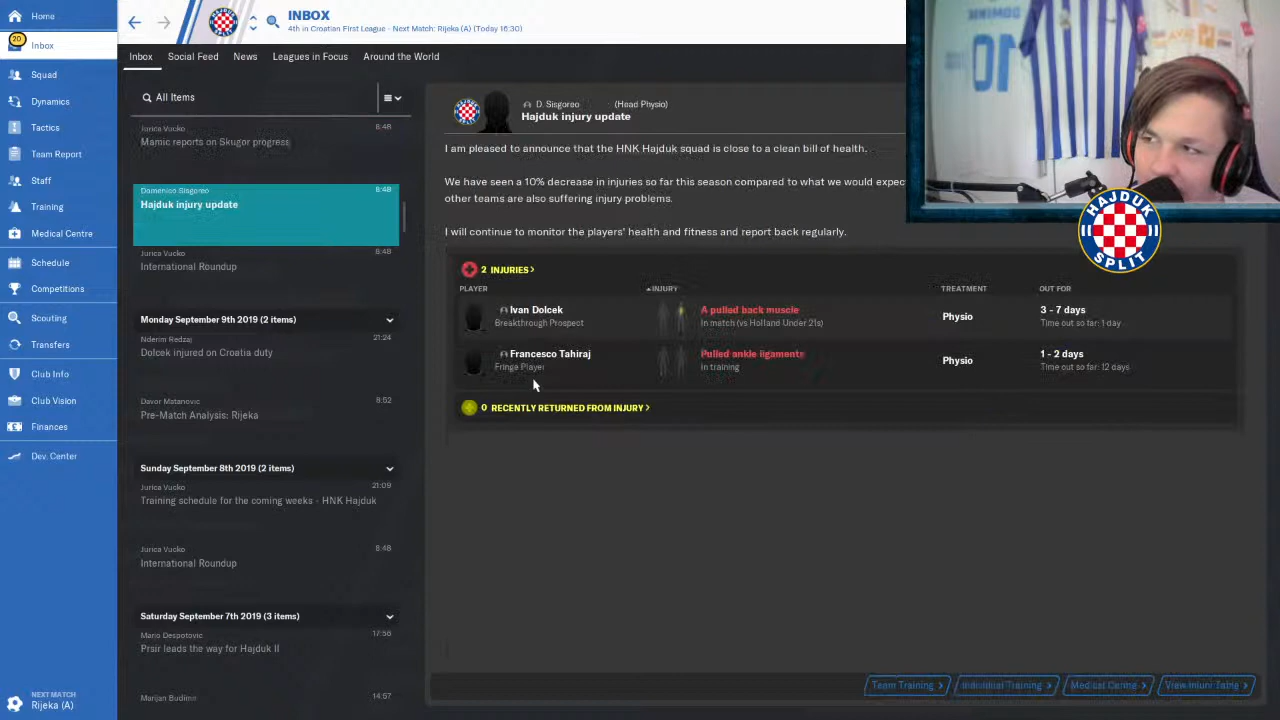 Home
INBOX
4th in Croatian First League - Next Match: Rijeka (A) (Today 16:30)
20
Inbox
Squad
Dynamics
Tactics
Team Report
Staff
Training
Medical Centre
Schedule
Competitions
Scouting
Transfers
Club Info
Club Vision
Finances
Dev. Center
NEXT MATCH
Rijeka (A)
Inbox Social Feed News Leagues in Focus Around the World
All Items
Jurica Vucko 8:48
Mamic reports on Skugor progress
Domenico Sisgoreo 8:48
Hajduk injury update
Jurica Vucko 8:48
International Roundup
Monday September 9th 2019 (2 items)
Nderim Redzaj 21:24
Dolcek injured on Croatia duty
Davor Matanovic 8:52
Pre-Match Analysis: Rijeka
Sunday September 8th 2019 (2 items)
Jurica Vucko 21:09
Training schedule for the coming weeks - HNK Hajduk
Jurica Vucko 8:48
International Roundup
Saturday September 7th 2019 (3 items)
Mario Despotovic 17:56
Prsir leads the way for Hajduk II
Marijan Budimir 14:57
D. Sisgoreo (Head Physio)
Hajduk injury update
I am pleased to announce that the HNK Hajduk squad is close to a clean bill of health.
We have seen a 10% decrease in injuries so far this season compared to what we would expec
other teams are also suffering injury problems.
I will continue to monitor the players' health and fitness and report back regularly.
2 INJURIES >
PLAYER INJURY TREATMENT OUT FOR
Ivan Dolcek A pulled back muscle Physio 3 - 7 days
Breakthrough Prospect In match (vs Holland Under 21s) Time out so far: 1 day
Francesco Tahiraj Pulled ankle ligaments Physio 1 - 2 days
Fringe Player In training Time out so far: 12 days
0 RECENTLY RETURNED FROM INJURY >
Team Training > Individual Training > Medical Centre > View Injury Table >
10
HAJDUK
SPLIT